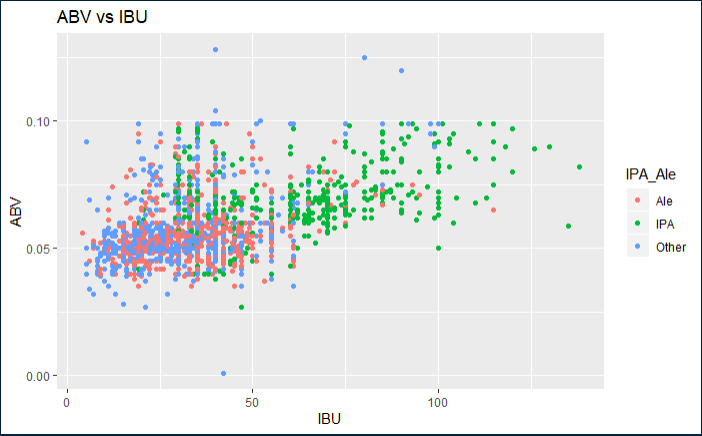 ABV vs IBU
0.10
0.05
0.00
ABV
0
50
100
IBU
IPA_Ale
Ale
IPA
Other